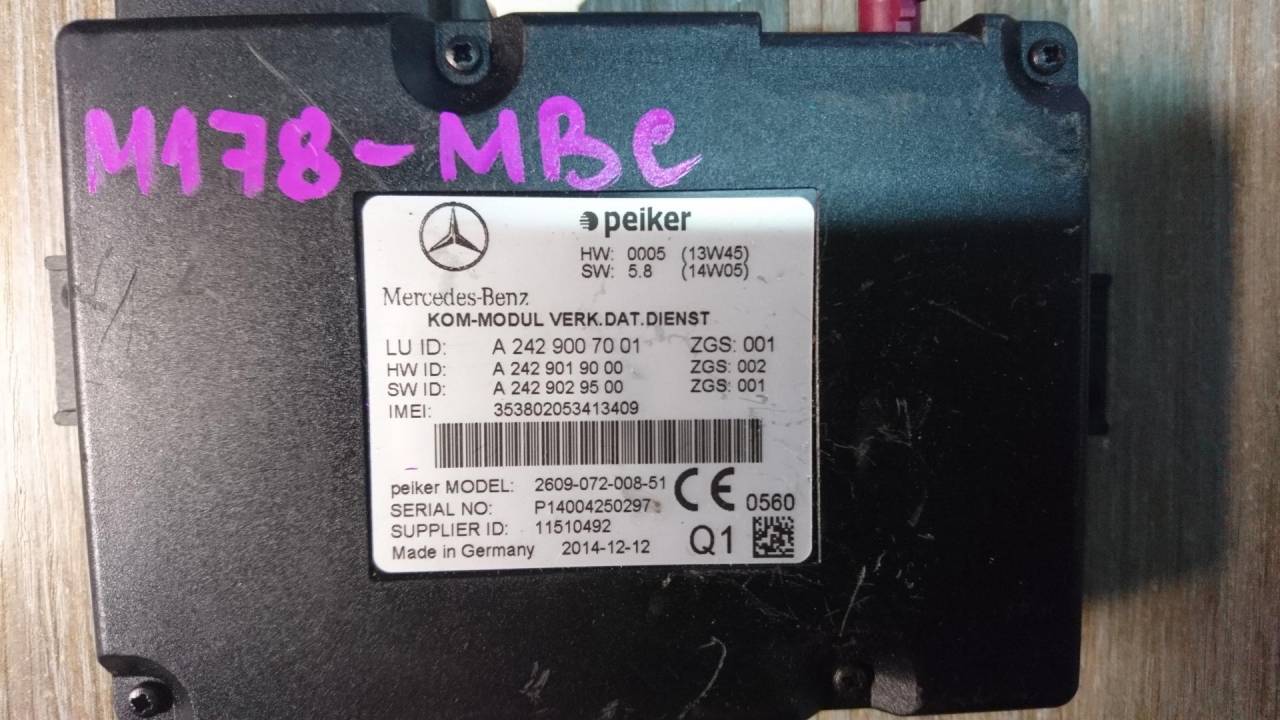 M178-MBC
peiker
HW: 0005 (13W45)
SW: 5.8 (14W05)
Mercedes-Benz
KOM-MODUL VERK.DAT.DIENST
LU ID: A 242 900 70 01 ZGS: 001
HW ID: A 242 901 90 00 ZGS: 002
SW ID: A 242 902 95 00 ZGS: 001
IMEI: 353802053413409
peiker MODEL: 2609-072-008-51
SERIAL NO: P14004250297
SUPPLIER ID: 11510492
Made in Germany 2014-12-12
CE 0560
Q1